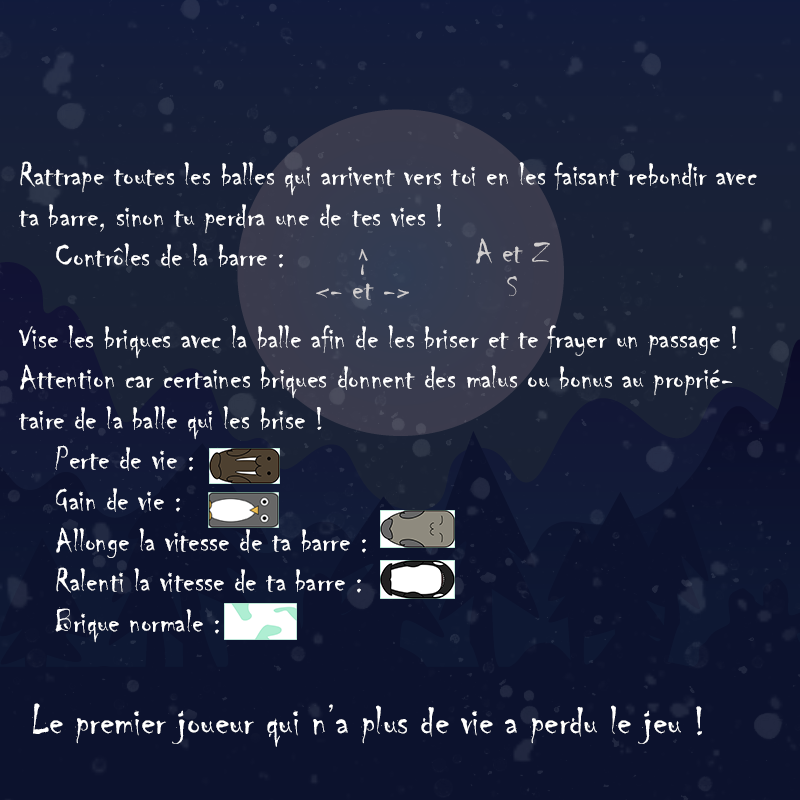 Rattrape toutes les balles qui arrivent vers toi en les faisant rebondir avec
ta barre, sinon tu perdra une de tes vies !
Contrôles de la barre :
<- et ->
A et Z
S
Vise les briques avec la balle afin de les briser et te frayer un passage !
Attention car certaines briques donnent des malus ou bonus au proprié-
taire de la balle qui les brise !
Perte de vie :
Gain de vie :
Allonge la vitesse de ta barre :
Ralenti la vitesse de ta barre :
Brique normale :
Le premier joueur qui n'a plus de vie a perdu le jeu !